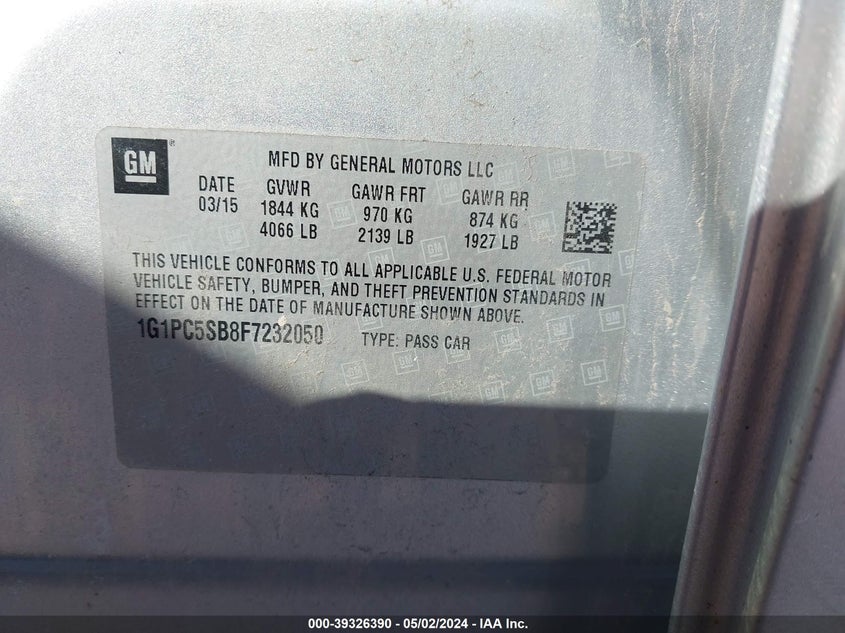 GM ® MFD BY GENERAL MOTORS LLC
DATE GVWR GAWR FRT GAWR RR
03/15 1844 KG 970 KG 874 KG
4066 LB 2139 LB 1927 LB
THIS VEHICLE CONFORMS TO ALL APPLICABLE U.S. FEDERAL MOTOR
VEHICLE SAFETY, BUMPER, AND THEFT PREVENTION STANDARDS IN
EFFECT ON THE DATE OF MANUFACTURE SHOWN ABOVE.
1G1PC5SB8F7232050 TYPE: PASS CAR
000-39326390 - 05/02/2024 - IAA Inc.